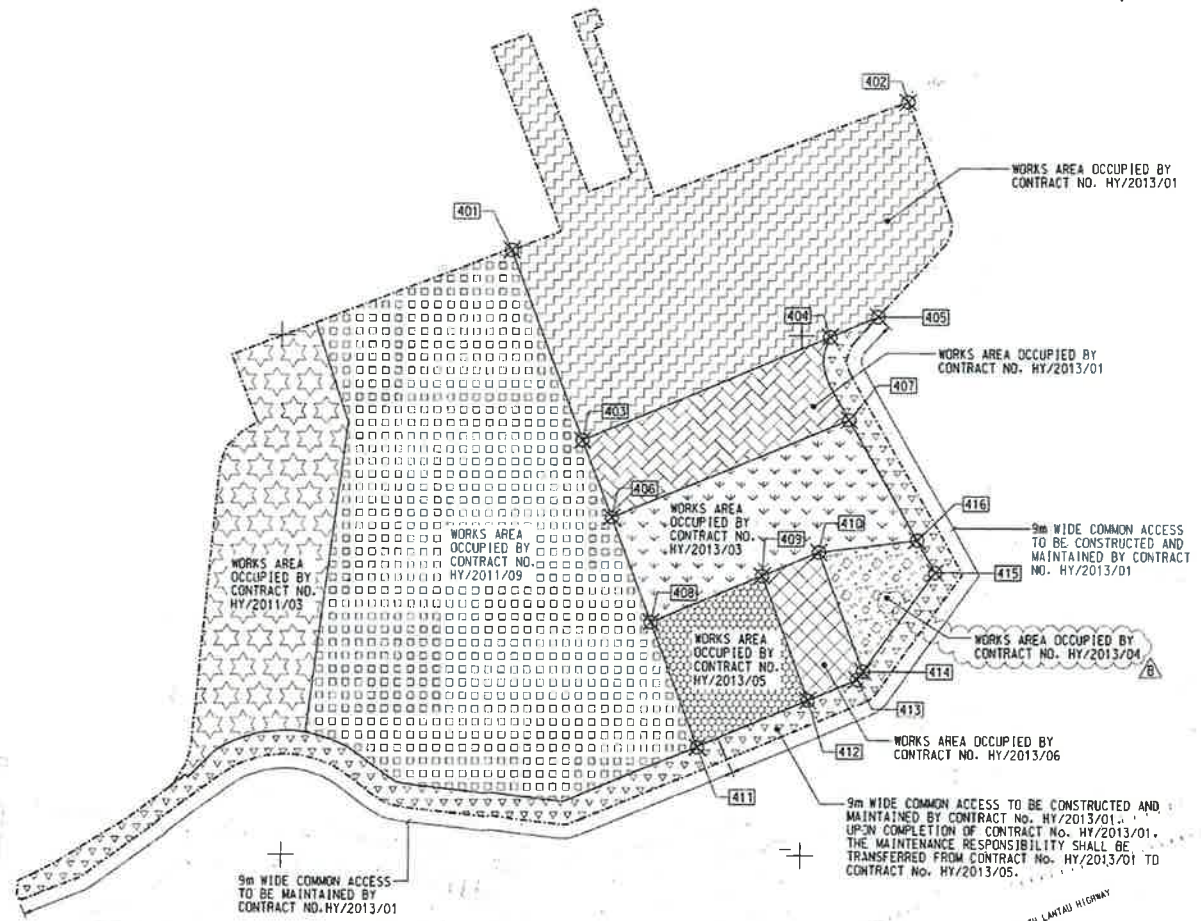 402
WORKS AREA OCCUPIED BY
CONTRACT NO. HY/2013/01
401
404
405
WORKS AREA OCCUPIED BY
CONTRACT NO. HY/2013/01
407
403
406
WORKS AREA
OCCUPIED BY
CONTRACT NO.
HY/2013/03
410
409
416
9m WIDE COMMON ACCESS
TO BE CONSTRUCTED AND
MAINTAINED BY CONTRACT
NO. HY/2013/01
415
WORKS AREA
OCCUPIED BY
CONTRACT NO.
HY/2011/09
WORKS AREA
OCCUPIED BY
CONTRACT NO.
HY/2011/03
408
WORKS AREA
OCCUPIED BY
CONTRACT NO.
HY/2013/05
WORKS AREA OCCUPIED BY
CONTRACT NO. HY/2013/04
B
414
413
412
WORKS AREA OCCUPIED BY
CONTRACT NO. HY/2013/06
411
9m WIDE COMMON ACCESS TO BE CONSTRUCTED AND
MAINTAINED BY CONTRACT No. HY/2013/01.
UPON COMPLETION OF CONTRACT No. HY/2013/01,
THE MAINTENANCE RESPONSIBILITY SHALL BE
TRANSFERRED FROM CONTRACT No. HY/2013/01 TO
CONTRACT No. HY/2013/05.
9m WIDE COMMON ACCESS
TO BE MAINTAINED BY
CONTRACT NO.HY/2013/01
LANTAU HIGHWAY